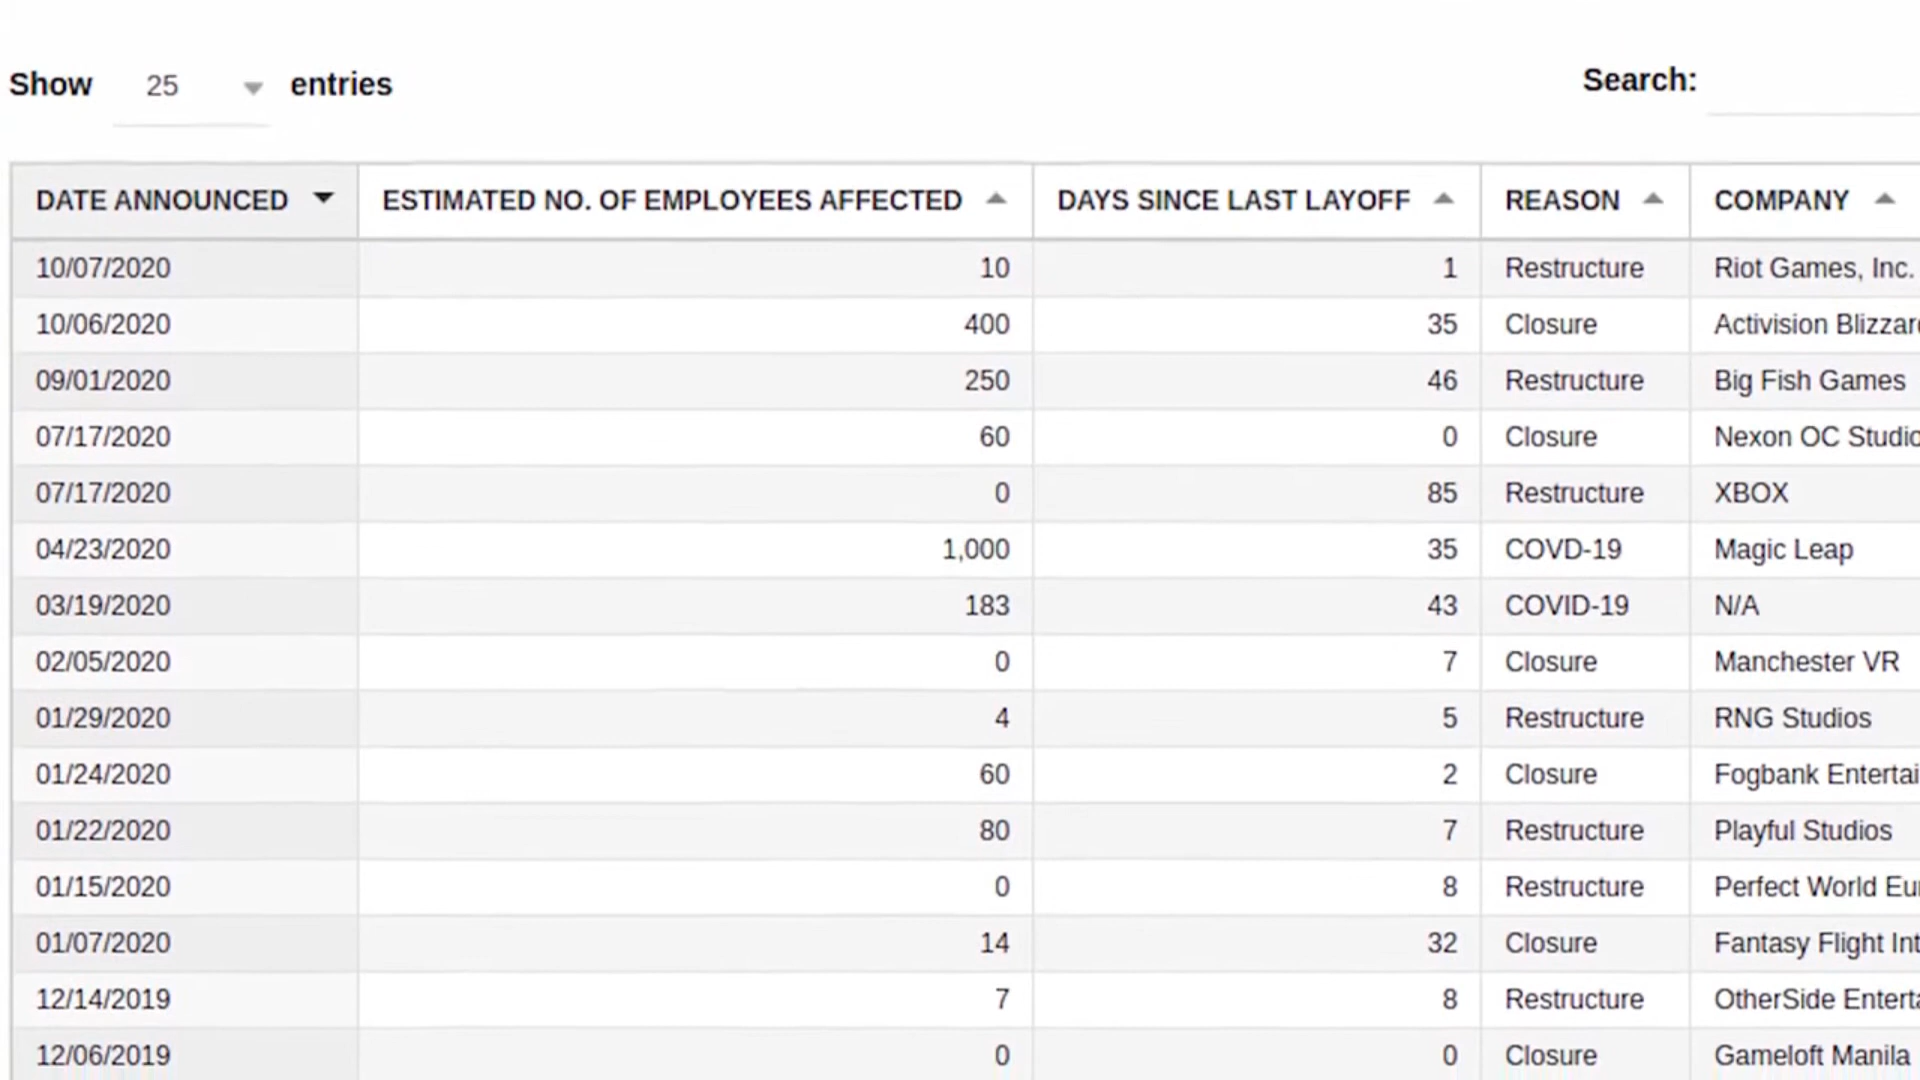 Show 25 entries Search:
DATE ANNOUNCED ESTIMATED NO. OF EMPLOYEES AFFECTED DAYS SINCE LAST LAYOFF REASON COMPANY
10/07/2020 10 1 Restructure Riot Games, Inc.
10/06/2020 400 35 Closure Activision Blizzar
09/01/2020 250 46 Restructure Big Fish Games
07/17/2020 60 0 Closure Nexon OC Studio
07/17/2020 0 85 Restructure XBOX
04/23/2020 1,000 35 COVD-19 Magic Leap
03/19/2020 183 43 COVID-19 N/A
02/05/2020 0 7 Closure Manchester VR
01/29/2020 4 5 Restructure RNG Studios
01/24/2020 60 2 Closure Fogbank Entertai
01/22/2020 80 7 Restructure Playful Studios
01/15/2020 0 8 Restructure Perfect World Eu
01/07/2020 14 32 Closure Fantasy Flight Int
12/14/2019 7 8 Restructure OtherSide Entert
12/06/2019 0 0 Closure Gameloft Manila